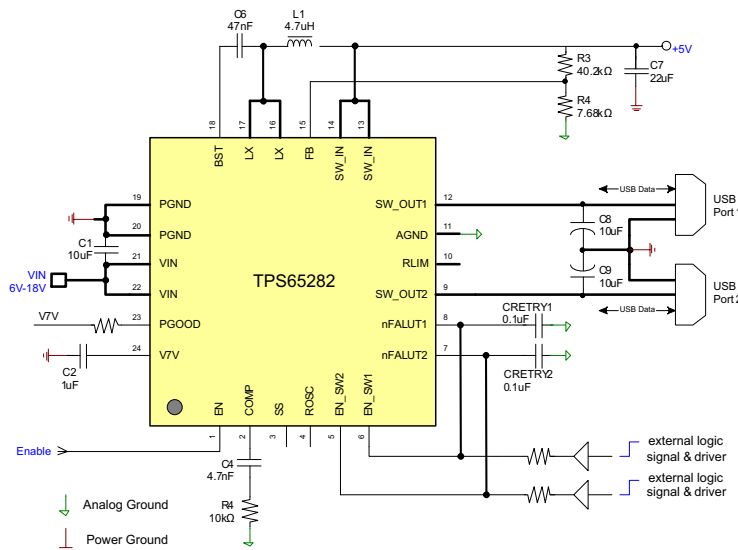 C6
47nF
L1
4.7uH
+5V
R3
40.2kΩ
C7
22uF
R4
7.68kΩ
18
17
16
15
14
13
BST
LX
LX
FB
SW_IN
SW_IN
19
PGND
20
PGND
C1
10uF
21
VIN
22
VIN
VIN
6V-18V
V7V
23
PGOOD
24
V7V
C2
1uF
TPS65282
SW_OUT1
12
AGND
11
RLIM
10
SW_OUT2
9
nFALUT1
8
nFALUT2
7
USB Data
USB
Port 1
C8
10uF
C9
10uF
USB
Port 2
USB Data
CRETRY1
0.1uF
CRETRY2
0.1uF
EN
COMP
SS
ROSC
EN_SW2
EN_SW1
1
2
3
4
5
6
Enable
C4
4.7nF
R4
10kΩ
external logic
signal & driver
external logic
signal & driver
Analog Ground
Power Ground